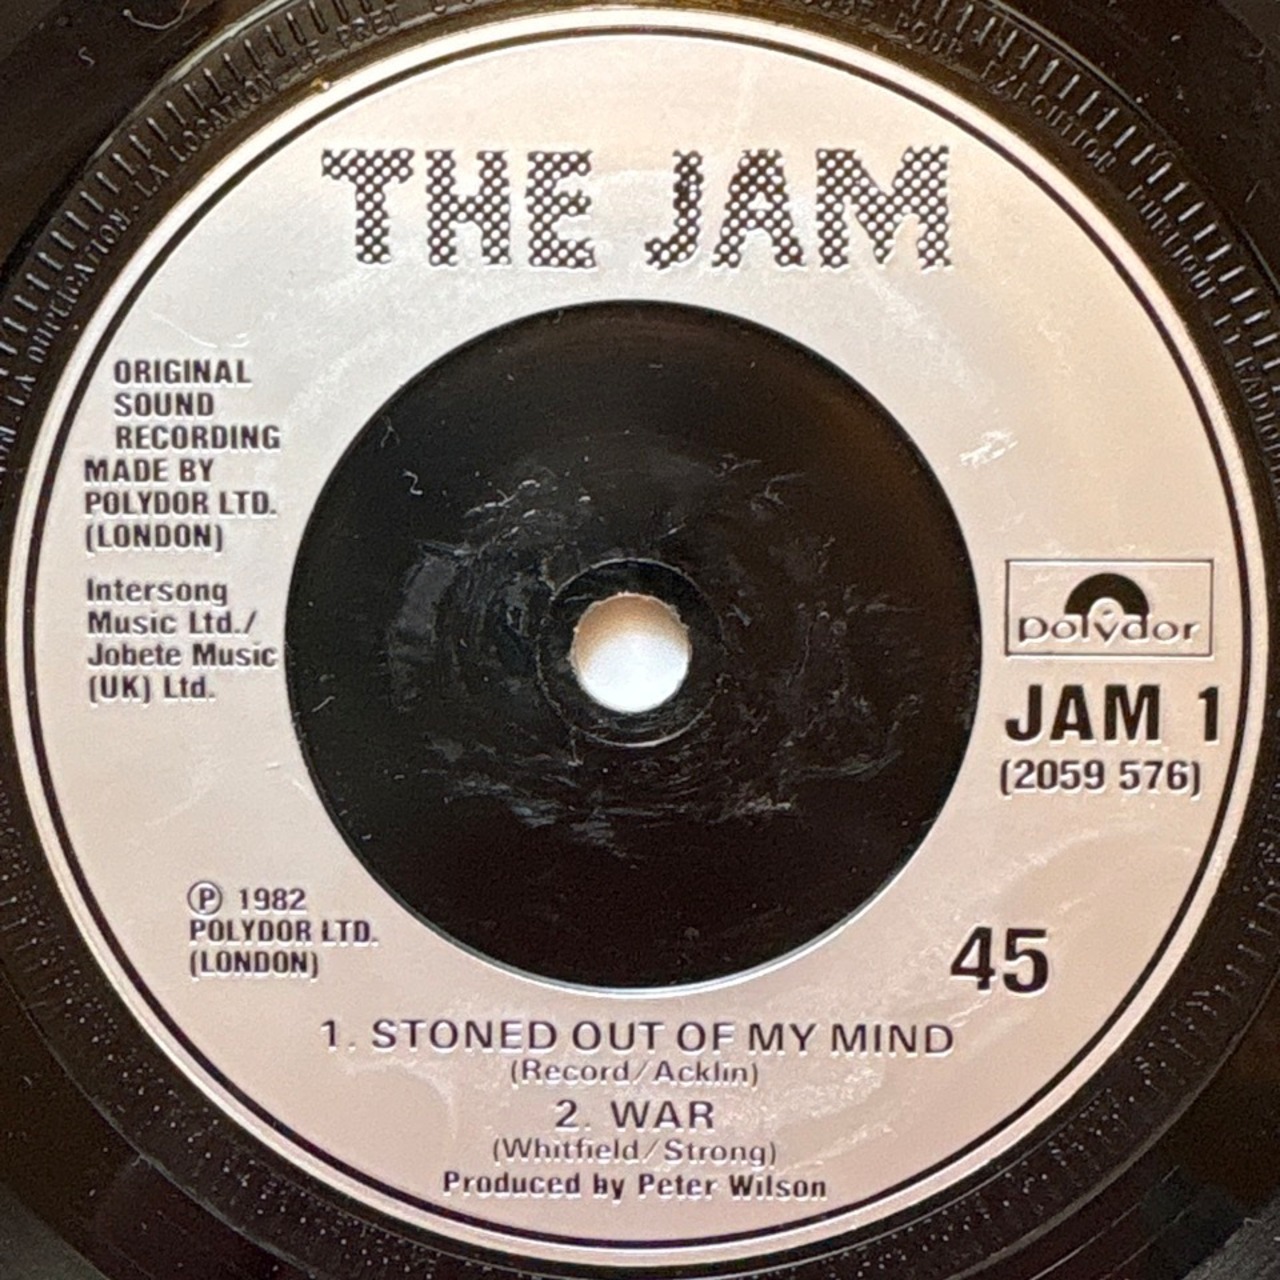 THE JAM
ORIGINAL
SOUND
RECORDING
MADE BY
POLYDOR LTD.
(LONDON)
Intersong
Music Ltd./
Jobete Music
(UK) Ltd.
polydor
JAM 1
(2059 576)
Ⓟ 1982
POLYDOR LTD.
(LONDON)
45
1. STONED OUT OF MY MIND
(Record/Acklin)
2. WAR
(Whitfield/Strong)
Produced by Peter Wilson